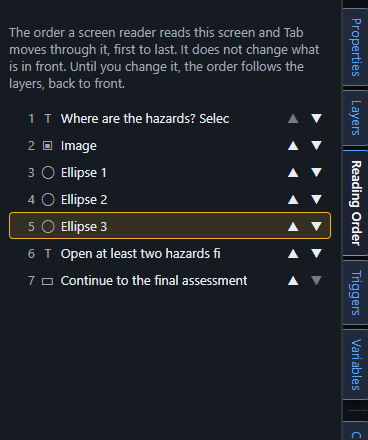 The order a screen reader reads this screen and Tab
moves through it, first to last. It does not change what
is in front. Until you change it, the order follows the
layers, back to front.
1 T Where are the hazards? Selec
2 Image
3 Ellipse 1
4 Ellipse 2
5 Ellipse 3
6 T Open at least two hazards fi
7 Continue to the final assessment
Properties
Layers
Reading Order
Triggers
Variables
C